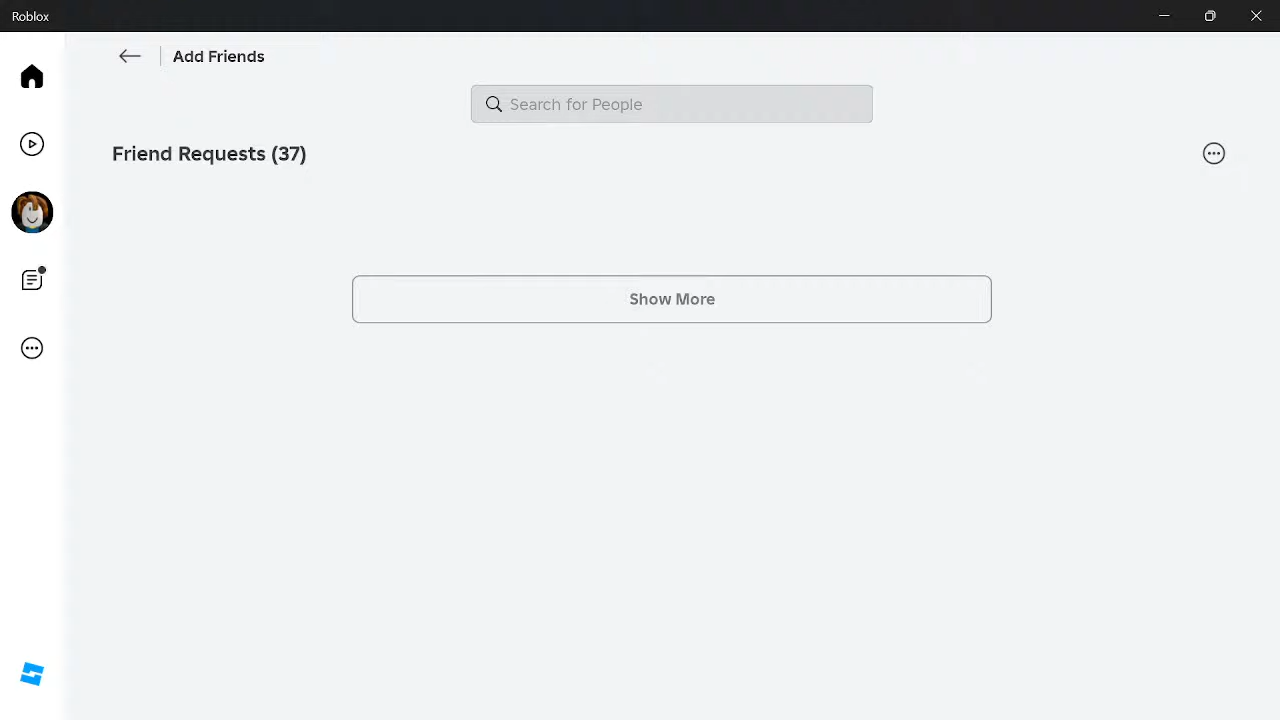 Roblox
Add Friends
Search for People
Friend Requests (37)
Show More